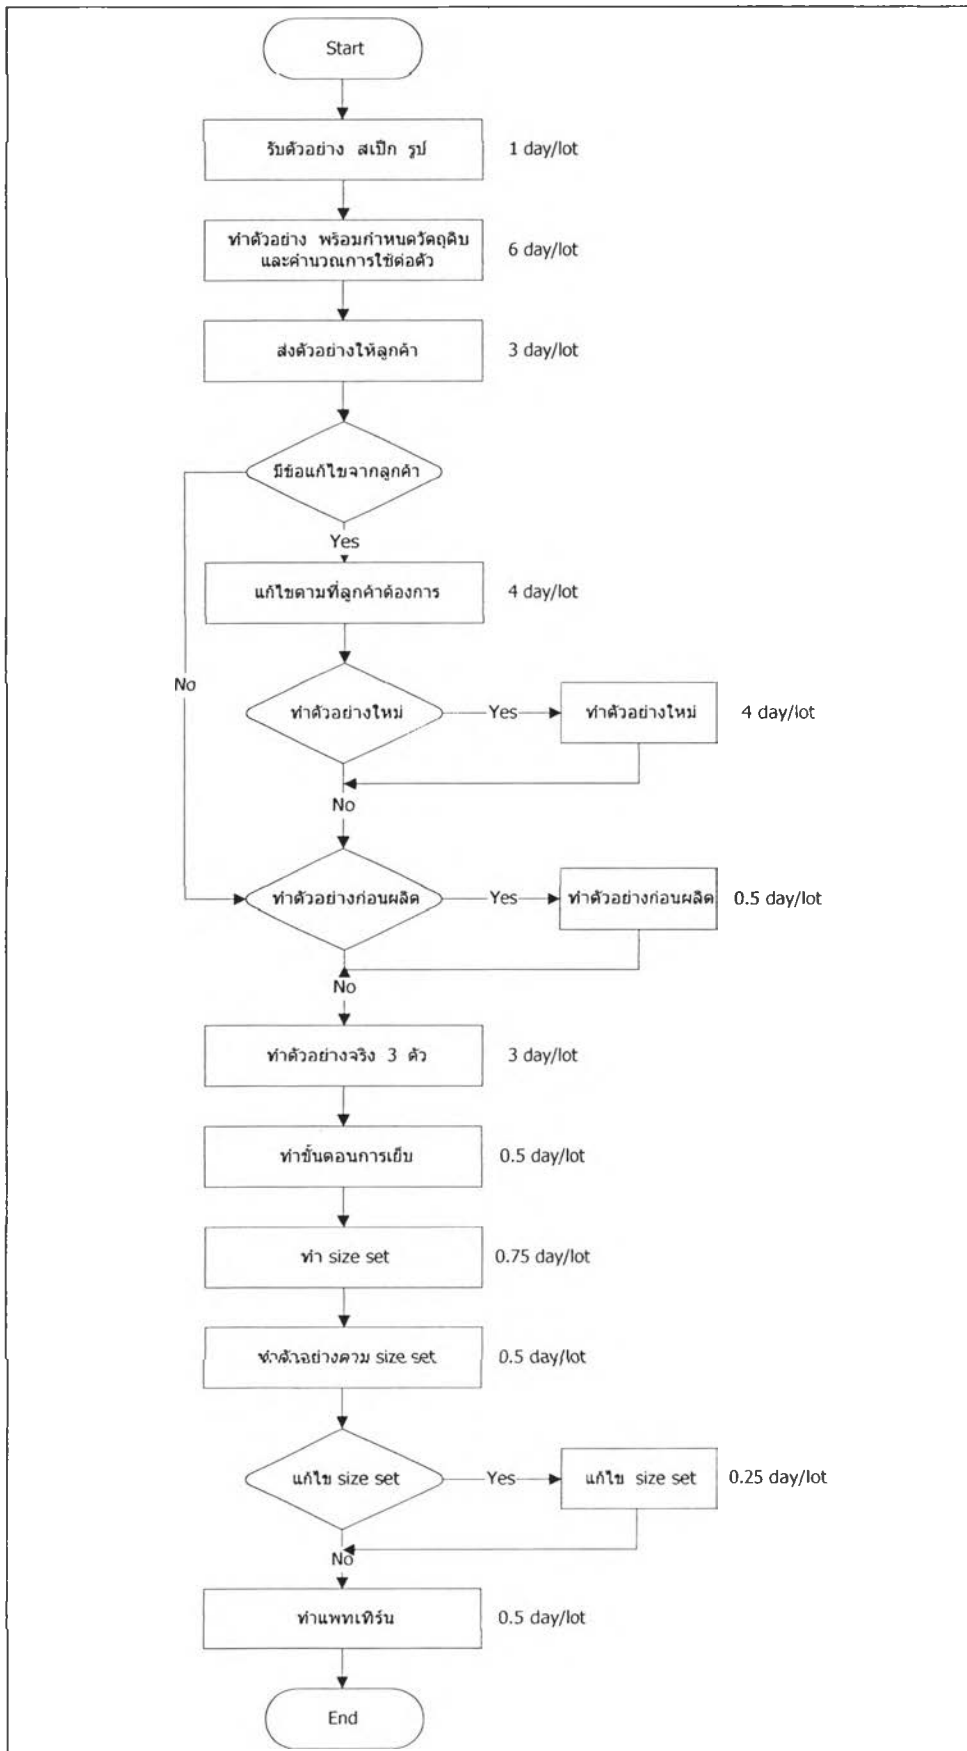 Start
รับตัวอย่าง สเป๊ก รูป
1 day/lot
ทำตัวอย่าง พร้อมกำหนดวัตถุดิบ
และคำนวณการใช้ต่อตัว
6 day/lot
ส่งตัวอย่างให้ลูกค้า
3 day/lot
มีข้อแก้ไขจากลูกค้า
Yes
แก้ไขตามที่ลูกค้าต้องการ
4 day/lot
No
ทำตัวอย่างใหม่
Yes
ทำตัวอย่างใหม่
4 day/lot
No
ทำตัวอย่างก่อนผลิต
Yes
ทำตัวอย่างก่อนผลิต
0.5 day/lot
No
ทำตัวอย่างจริง 3 ตัว
3 day/lot
ทำขั้นตอนการเย็บ
0.5 day/lot
ทำ size set
0.75 day/lot
ทำตัวอย่างตาม size set
0.5 day/lot
แก้ไข size set
Yes
แก้ไข size set
0.25 day/lot
No
ทำแพทเทิร์น
0.5 day/lot
End